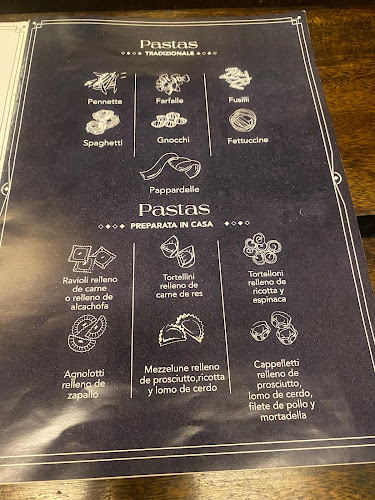 Pastas
TRADIZIONALE
Pennette
Farfalle
Fusilli
Spaghetti
Gnocchi
Fettuccine
Pappardelle
Pastas
PREPARATA IN CASA
Ravioli relleno
de carne
o relleno de
alcachofa
Tortellini
relleno de
carne de res
Tortelloni
relleno de
ricotta y
espinaca
Agnolotti
relleno de
zapallo
Mezzelune relleno
de prosciutto,ricotta
y lomo de cerdo
Cappelletti
relleno de
prosciutto,
lomo de cerdo,
filete de pollo y
mortadella